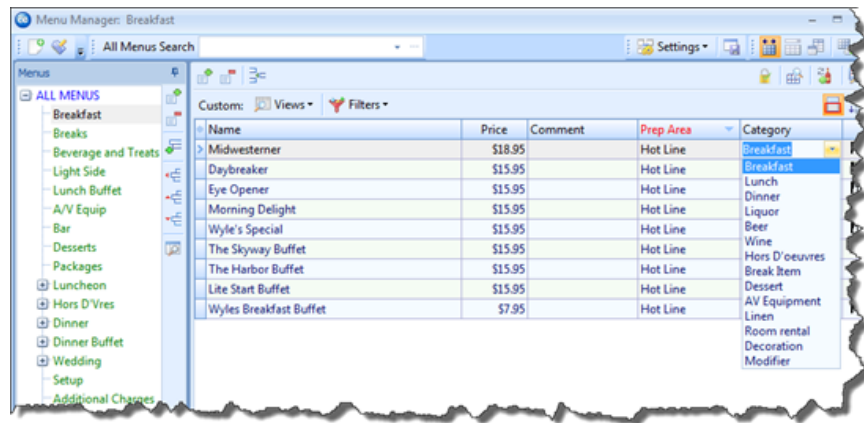 Menu Manager: Breakfast
All Menus Search
Settings
Menus
ALL MENUS
Breakfast
Breaks
Beverage and Treats
Light Side
Lunch Buffet
A/V Equip
Bar
Desserts
Packages
Luncheon
Hors D'Vres
Dinner
Dinner Buffet
Wedding
Setup
Additional Charges
Custom: Views Filters
Name Price Comment Prep Area Category
Midwesterner $18.95 Hot Line Breakfast
Daybreaker $15.95 Hot Line
Eye Opener $15.95 Hot Line
Morning Delight $15.95 Hot Line
Wyle's Special $15.95 Hot Line
The Skyway Buffet $15.95 Hot Line
The Harbor Buffet $15.95 Hot Line
Lite Start Buffet $15.95 Hot Line
Wyles Breakfast Buffet $7.95 Hot Line
Breakfast
Lunch
Dinner
Liquor
Beer
Wine
Hors D'oeuvres
Break Item
Dessert
AV Equipment
Linen
Room rental
Decoration
Modifier